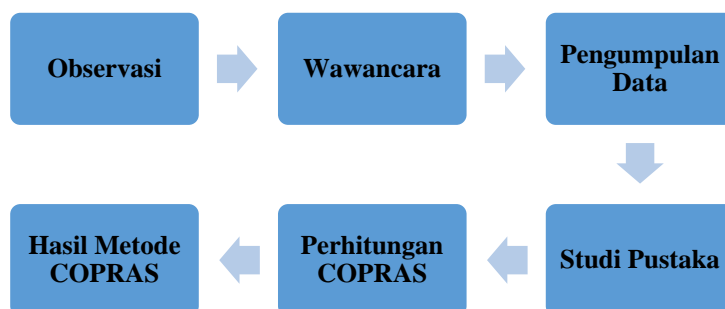 Observasi
Wawancara
Pengumpulan
Data
Studi Pustaka
Perhitungan
COPRAS
Hasil Metode
COPRAS